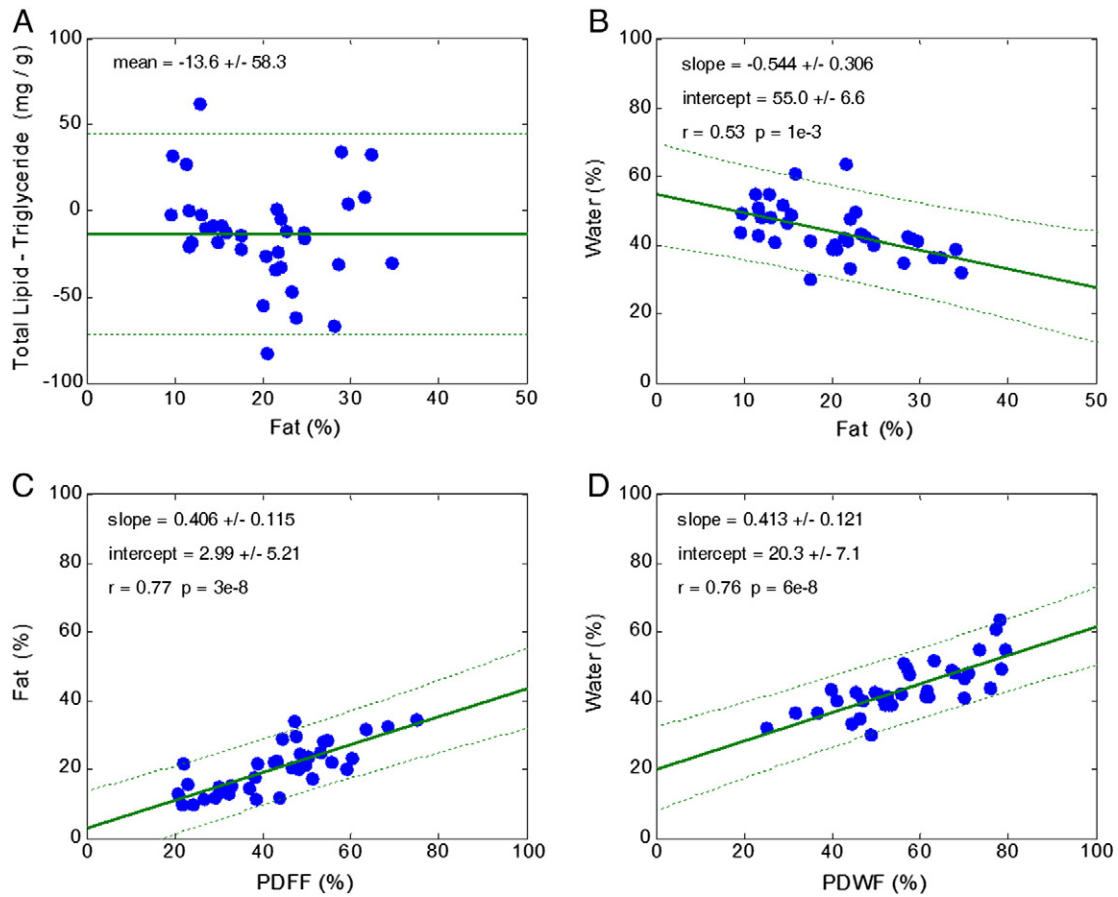 A
mean = -13.6 +/- 58.3
Total Lipid - Triglyceride (mg / g)
100
50
0
-50
-100
0 10 20 30 40 50
Fat (%)
B
slope = -0.544 +/- 0.306
intercept = 55.0 +/- 6.6
r = 0.53 p = 1e-3
Water (%)
100
80
60
40
20
0
0 10 20 30 40 50
Fat (%)
C
slope = 0.406 +/- 0.115
intercept = 2.99 +/- 5.21
r = 0.77 p = 3e-8
Fat (%)
100
80
60
40
20
0
0 20 40 60 80 100
PDFF (%)
D
slope = 0.413 +/- 0.121
intercept = 20.3 +/- 7.1
r = 0.76 p = 6e-8
Water (%)
100
80
60
40
20
0
0 20 40 60 80 100
PDWF (%)